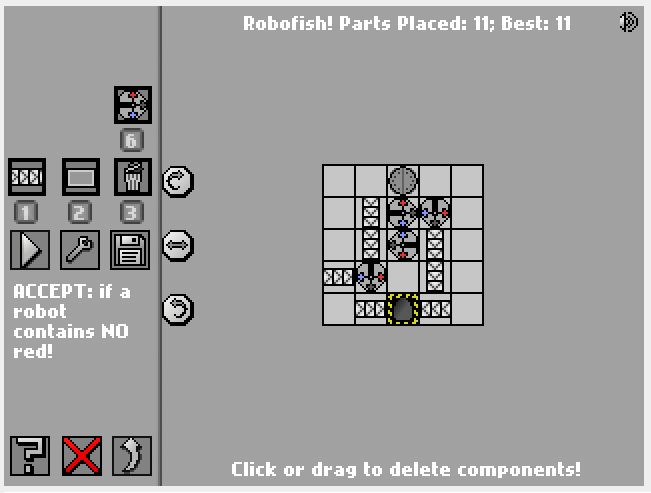 Robofish! Parts Placed: 11; Best: 11
6
1 2 3
ACCEPT: if a
robot
contains NO
red!
Click or drag to delete components!